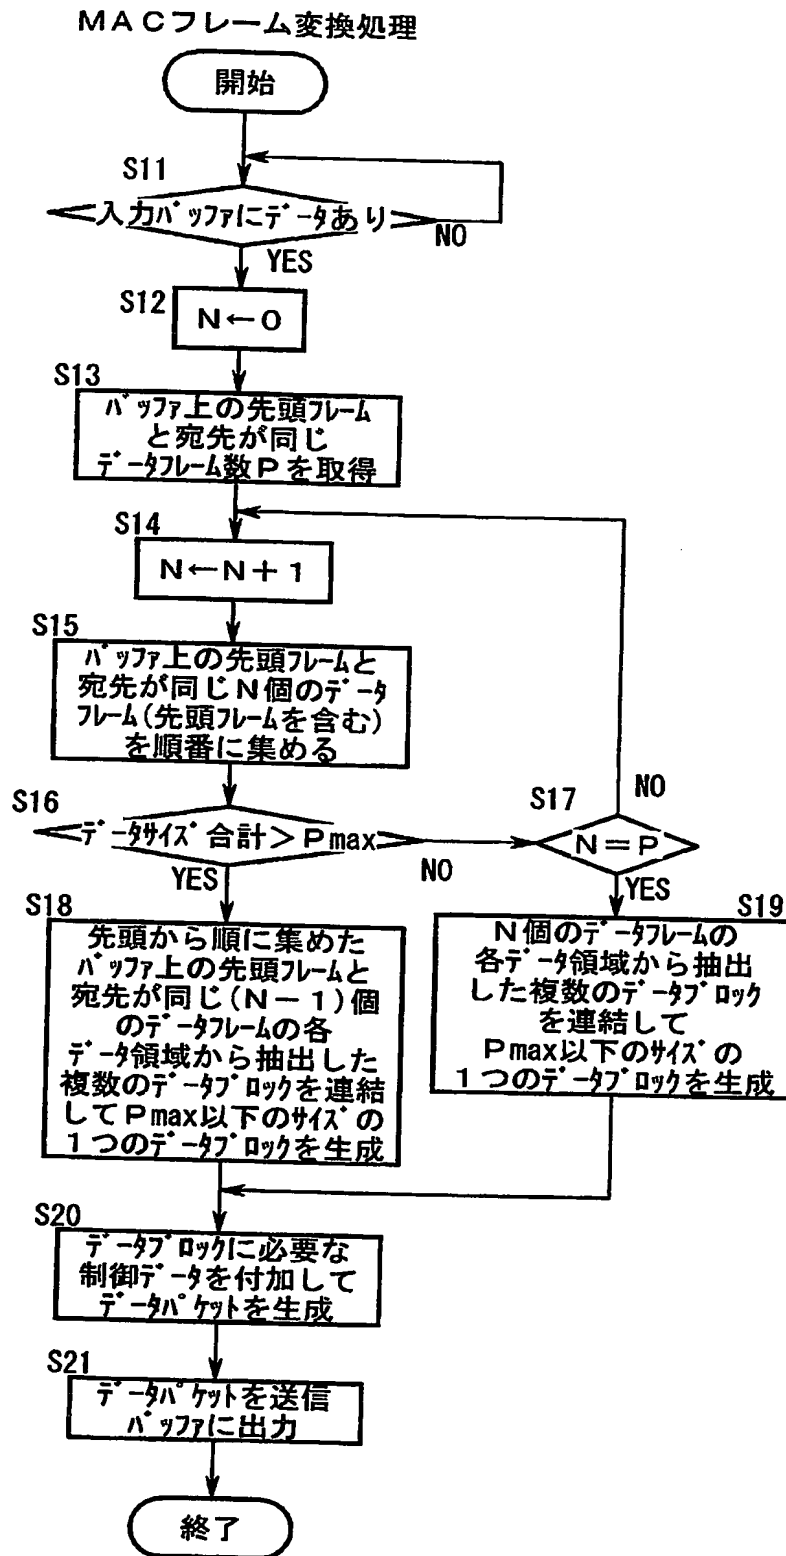 ＭＡＣフレーム変換処理
開始
S11
入力ﾊﾞｯﾌｧにﾃﾞｰﾀあり
NO
YES
S12
Ｎ←０
S13
ﾊﾞｯﾌｧ上の先頭ﾌﾚｰﾑ
と宛先が同じ
ﾃﾞｰﾀﾌﾚｰﾑ数Ｐを取得
S14
Ｎ←Ｎ＋１
S15
ﾊﾞｯﾌｧ上の先頭ﾌﾚｰﾑと
宛先が同じＮ個のﾃﾞｰﾀ
ﾌﾚｰﾑ(先頭ﾌﾚｰﾑを含む)
を順番に集める
S16
ﾃﾞｰﾀｻｲｽﾞ合計＞Ｐmax
NO
YES
S17
Ｎ＝Ｐ
NO
YES
S18
先頭から順に集めた
ﾊﾞｯﾌｧ上の先頭ﾌﾚｰﾑと
宛先が同じ(Ｎ－１)個
のﾃﾞｰﾀﾌﾚｰﾑの各
ﾃﾞｰﾀ領域から抽出した
複数のﾃﾞｰﾀﾌﾞﾛｯｸを連結
してＰmax以下のｻｲｽﾞの
１つのﾃﾞｰﾀﾌﾞﾛｯｸを生成
S19
Ｎ個のﾃﾞｰﾀﾌﾚｰﾑの
各ﾃﾞｰﾀ領域から抽出
した複数のﾃﾞｰﾀﾌﾞﾛｯｸ
を連結して
Ｐmax以下のｻｲｽﾞの
１つのﾃﾞｰﾀﾌﾞﾛｯｸを生成
S20
ﾃﾞｰﾀﾌﾞﾛｯｸに必要な
制御ﾃﾞｰﾀを付加して
ﾃﾞｰﾀﾊﾟｹｯﾄを生成
S21
ﾃﾞｰﾀﾊﾟｹｯﾄを送信
ﾊﾞｯﾌｧに出力
終了